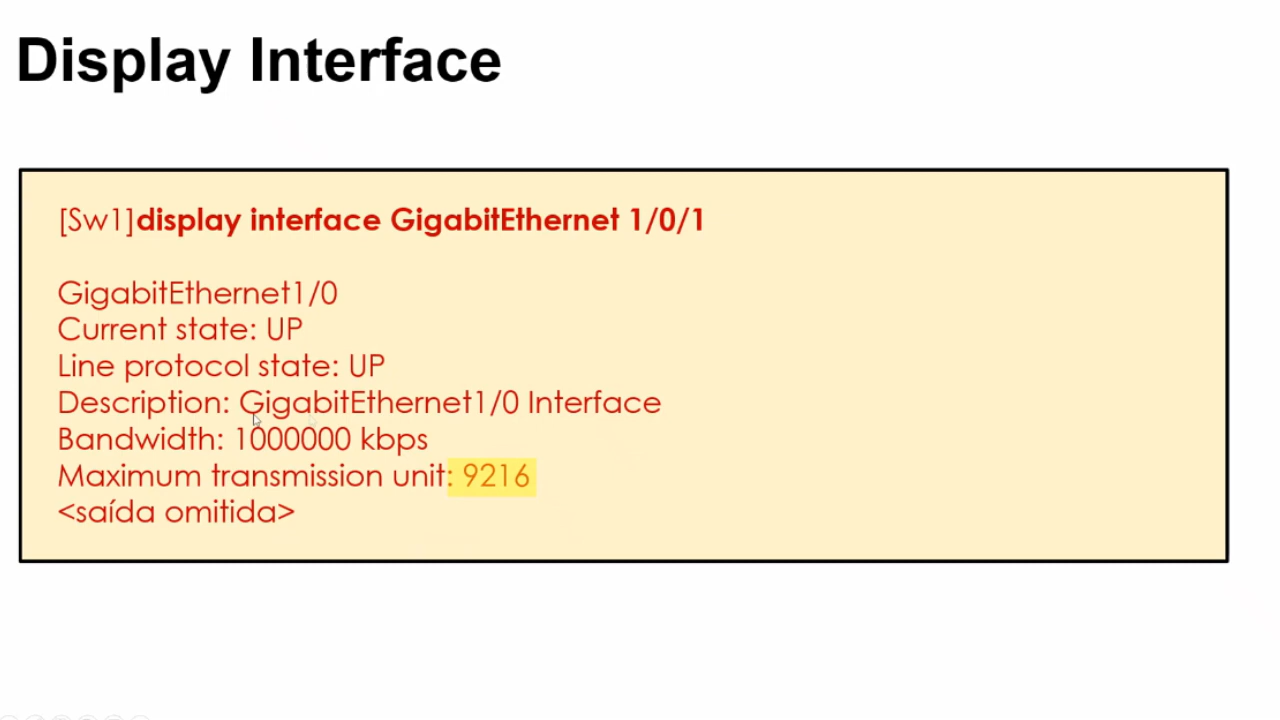 Display Interface
[Sw1]display interface GigabitEthernet 1/0/1
GigabitEthernet1/0
Current state: UP
Line protocol state: UP
Description: GigabitEthernet1/0 Interface
Bandwidth: 1000000 kbps
Maximum transmission unit: 9216
<saída omitida>